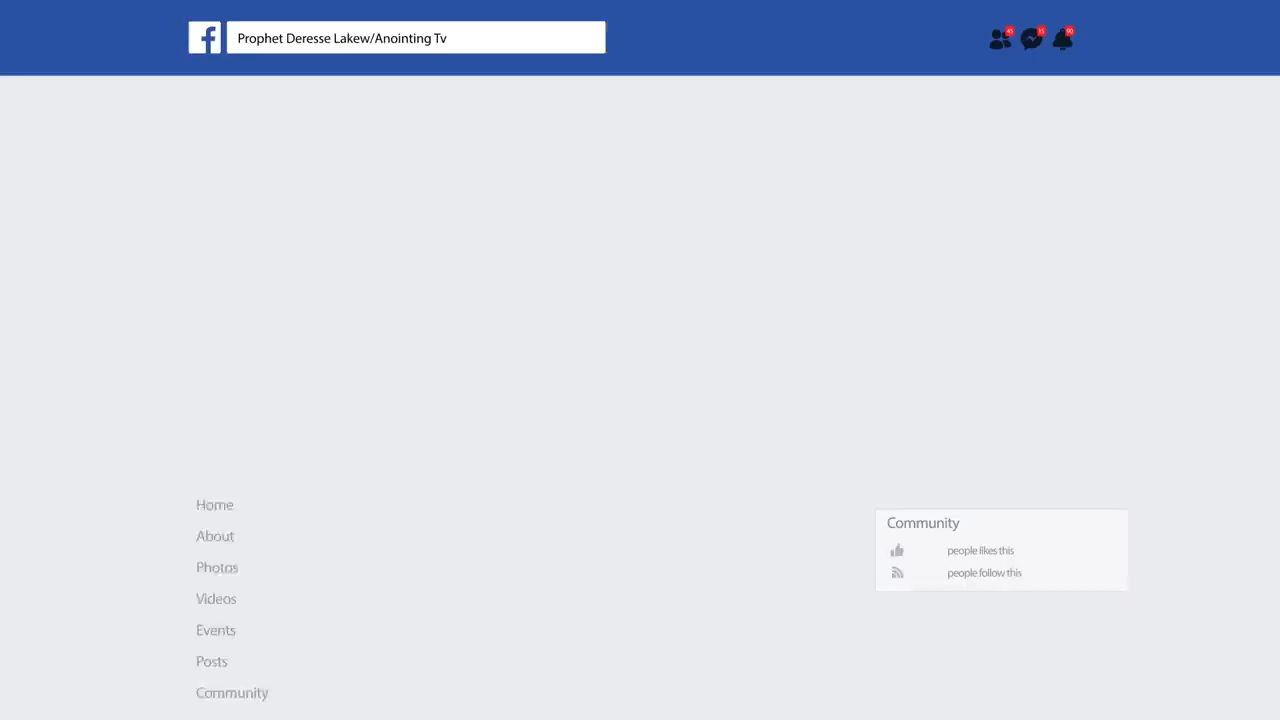 Prophet Deresse Lakew/Anointing Tv
Home
About
Photos
Videos
Events
Posts
Community
Community
people likes this
people follow this